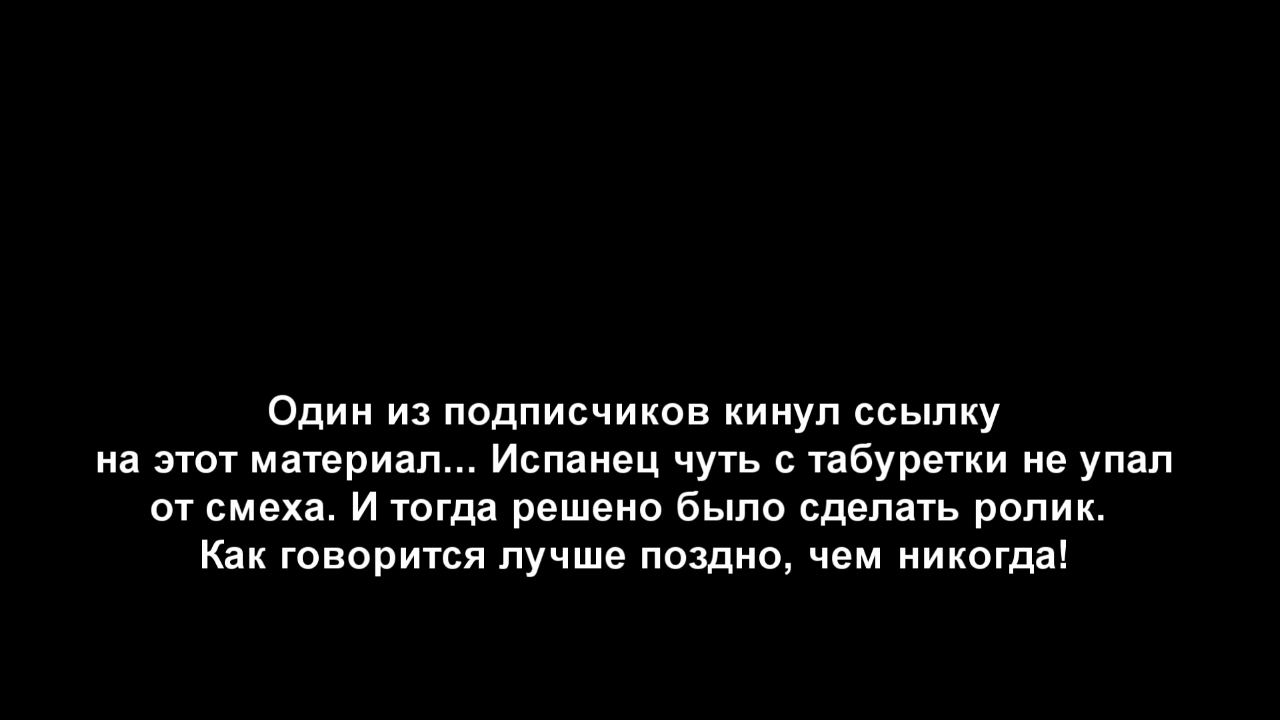 Один из подписчиков кинул ссылку
на этот материал... Испанец чуть с табуретки не упал
от смеха. И тогда решено было сделать ролик.
Как говорится лучше поздно, чем никогда!